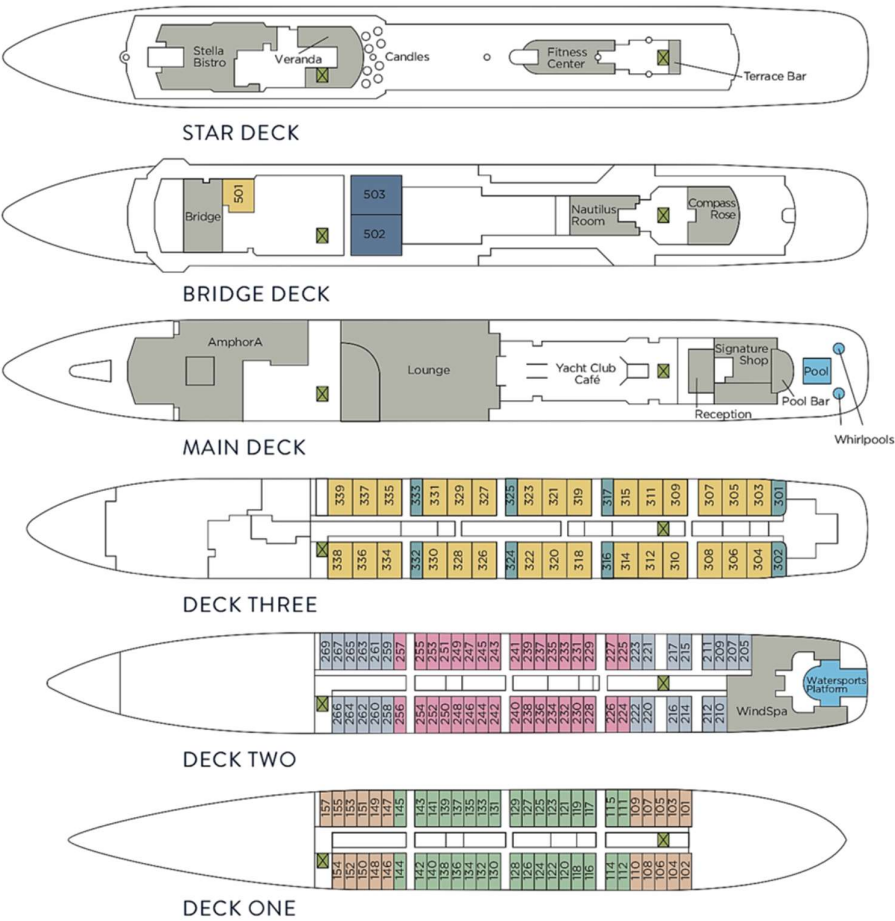 Stella
Bistro
Veranda
Candles
Fitness
Center
Terrace Bar
STAR DECK
501
503
502
Bridge
Nautilus
Room
Compass
Rose
BRIDGE DECK
AmphorA
Lounge
Yacht Club
Café
Signature
Shop
Pool
Pool Bar
Reception
Whirlpools
MAIN DECK
339 337 335 333 331 329 327 325 323 321 319 317 315 311 309 307 305 303 301
338 336 334 332 330 328 326 324 322 320 318 316 314 312 310 308 306 304 302
DECK THREE
269 267 265 263 261 259 257 255 253 251 249 247 245 243 241 239 237 235 233 231 229 227 225 223 221 217 215 211 209 207 205
266 264 262 260 258 256 254 252 250 248 246 244 242 240 238 236 234 232 230 228 226 224 222 220 216 214 212 210
Watersports
Platform
WindSpa
DECK TWO
157 155 153 151 149 147 145 143 141 139 137 135 133 131 129 127 125 123 121 119 117 115 111 109 107 105 103 101
154 152 150 148 146 144 142 140 138 136 134 132 130 128 126 124 122 120 118 116 114 112 110 108 106 104 102
DECK ONE